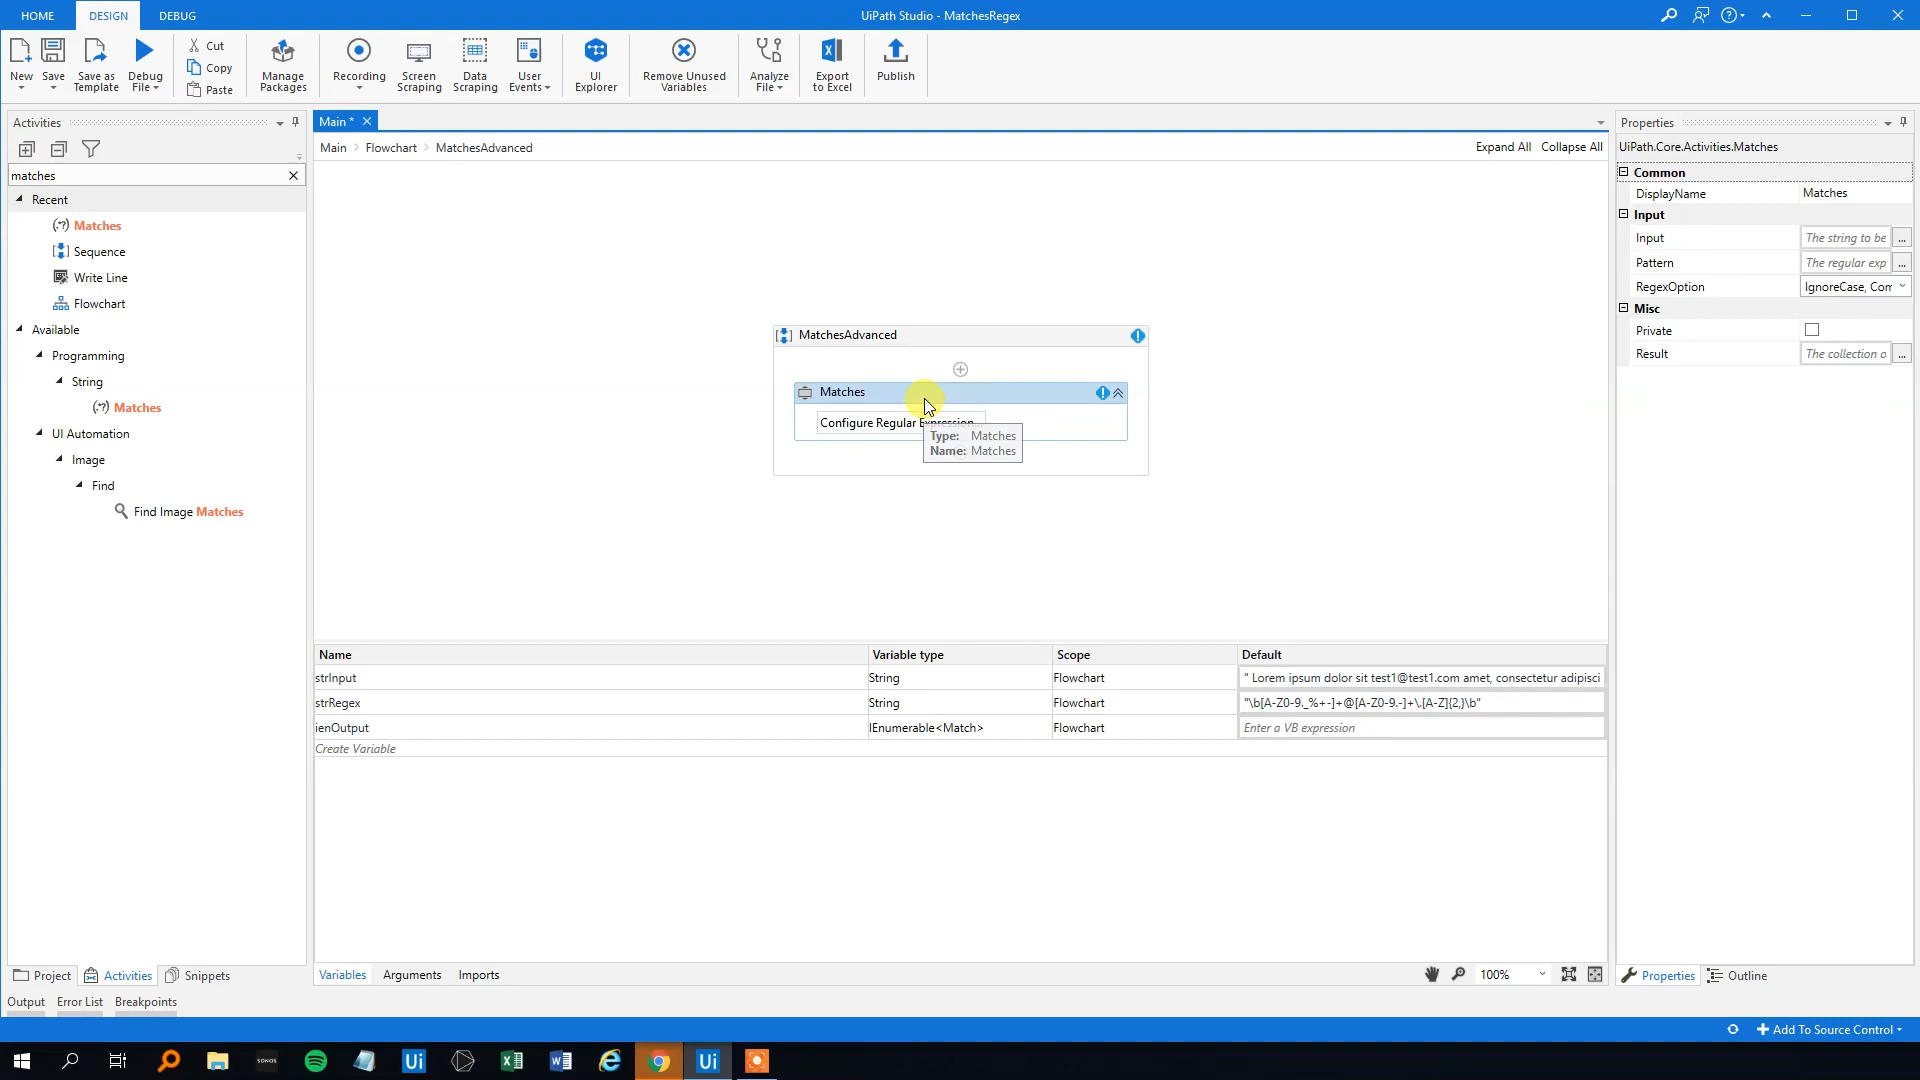 HOME DESIGN DEBUG
UiPath Studio - MatchesRegex
New Save Save as Template Debug File
Cut
Copy
Paste
Manage Packages
Recording
Screen Scraping
Data Scraping
User Events
UI Explorer
Remove Unused Variables
Analyze File
Export to Excel
Publish
Activities
matches
Recent
Matches
Sequence
Write Line
Flowchart
Available
Programming
String
Matches
UI Automation
Image
Find
Find Image Matches
Project Activities Snippets
Main *
Main > Flowchart > MatchesAdvanced
Expand All Collapse All
MatchesAdvanced
Matches
Configure Regular Expression...
Type: Matches
Name: Matches
Name Variable type Scope Default
strInput String Flowchart " Lorem ipsum dolor sit test1@test1.com amet, consectetur adipisci
strRegex String Flowchart "\b[A-Z0-9._%+-]+@[A-Z0-9.-]+\.[A-Z]{2,}\b"
ienOutput IEnumerable<Match> Flowchart Enter a VB expression
Create Variable
Variables Arguments Imports
100%
Properties
UiPath.Core.Activities.Matches
Common
DisplayName Matches
Input
Input The string to be ...
Pattern The regular exp ...
RegexOption IgnoreCase, Com
Misc
Private
Result The collection o ...
Properties Outline
Output Error List Breakpoints
Add To Source Control
SONOS
Ui
Ui